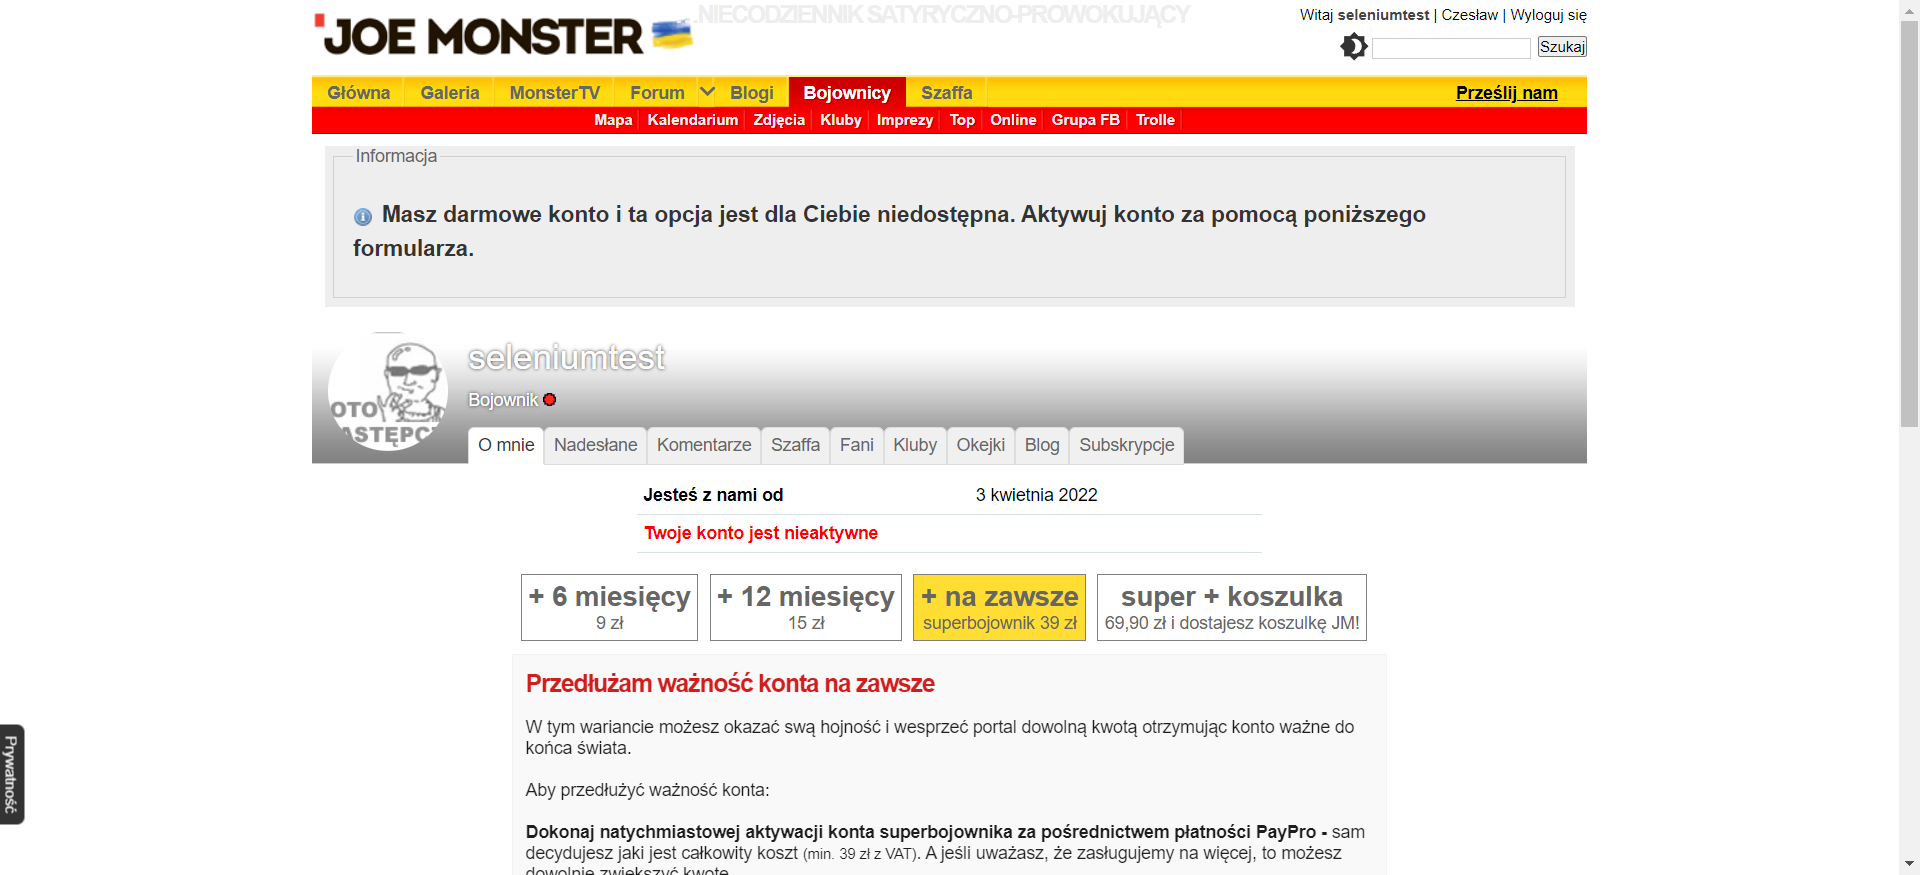 JOE MONSTER
.NIECODZIENNIK SATYRYCZNO-PROWOKUJĄCY
Witaj seleniumtest | Czesław | Wyloguj się
Szukaj
Główna Galeria MonsterTV Forum Blogi Bojownicy Szaffa Prześlij nam
Mapa Kalendarium Zdjęcia Kluby Imprezy Top Online Grupa FB Trolle
Informacja
Masz darmowe konto i ta opcja jest dla Ciebie niedostępna. Aktywuj konto za pomocą poniższego
formularza.
seleniumtest
Bojownik
O mnie Nadesłane Komentarze Szaffa Fani Kluby Okejki Blog Subskrypcje
Jesteś z nami od 3 kwietnia 2022
Twoje konto jest nieaktywne
+ 6 miesięcy + 12 miesięcy + na zawsze super + koszulka
9 zł 15 zł superbojownik 39 zł 69,90 zł i dostajesz koszulkę JM!
Przedłużam ważność konta na zawsze
W tym wariancie możesz okazać swą hojność i wesprzeć portal dowolną kwotą otrzymując konto ważne do
końca świata.
Aby przedłużyć ważność konta:
Dokonaj natychmiastowej aktywacji konta superbojownika za pośrednictwem płatności PayPro - sam
decydujesz jaki jest całkowity koszt (min. 39 zł z VAT). A jeśli uważasz, że zasługujemy na więcej, to możesz
dowolnie zwiększyć kwotę
Prywatność